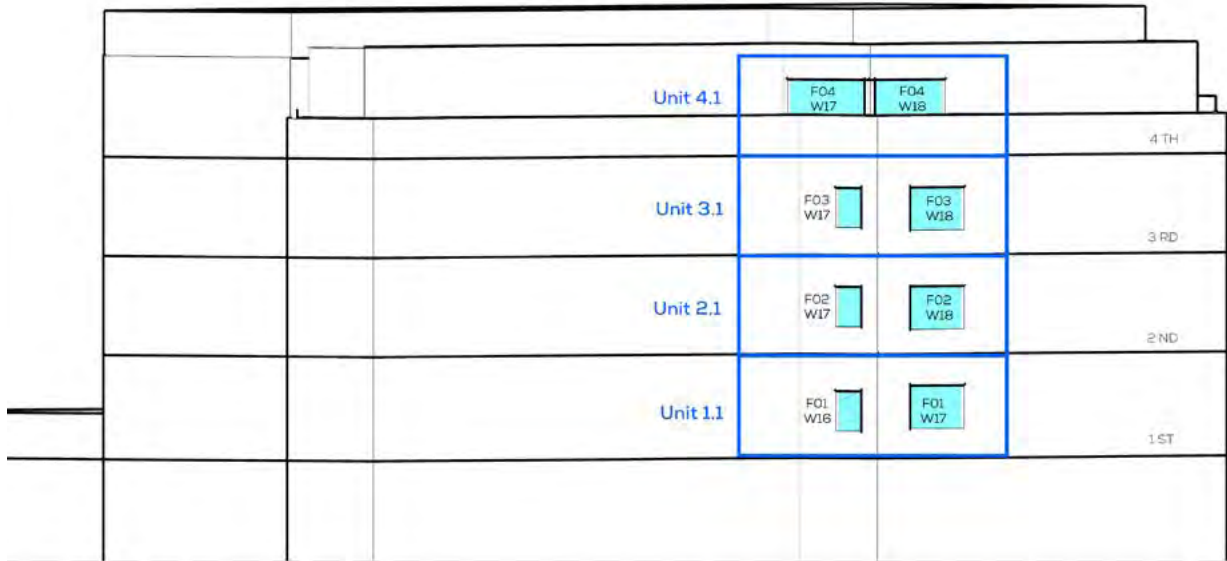 Unit 4.1
F04
W17
F04
W18
4 TH
Unit 3.1
F03
W17
F03
W18
3 RD
Unit 2.1
F02
W17
F02
W18
2 ND
Unit 1.1
F01
W16
F01
W17
1 ST